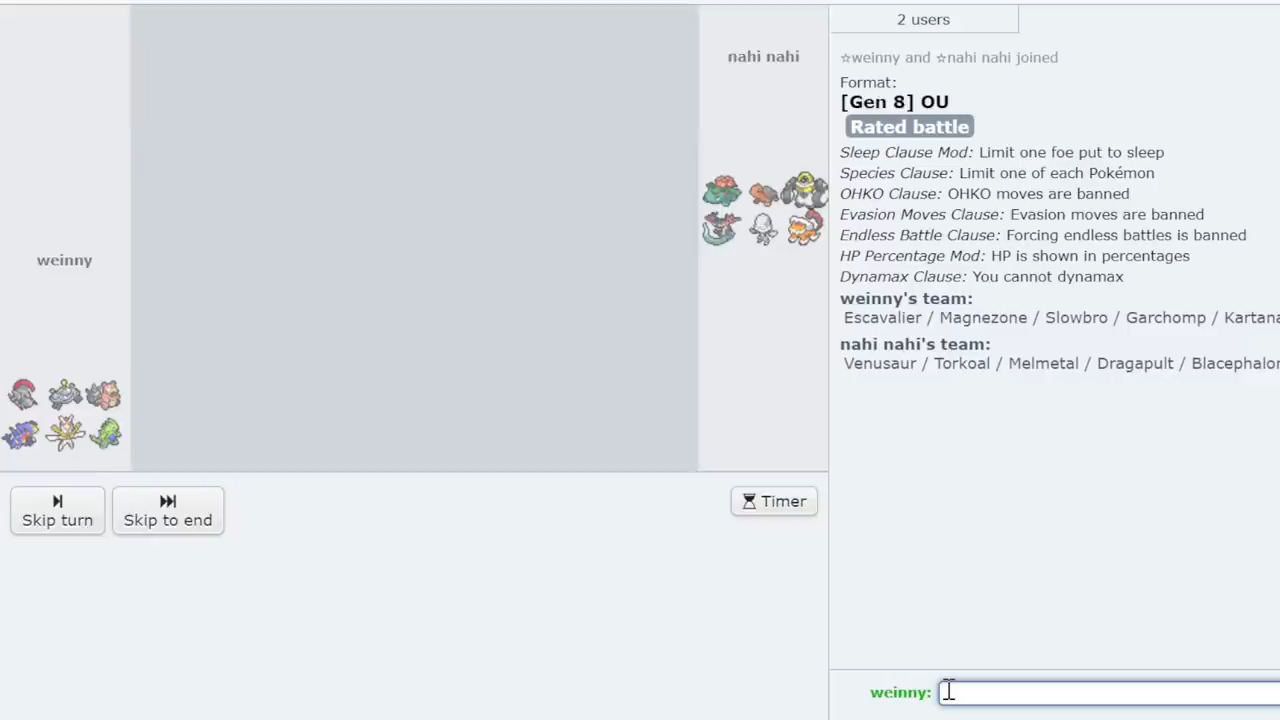 2 users
nahi nahi
☆weinny and ☆nahi nahi joined
Format:
[Gen 8] OU
Rated battle
Sleep Clause Mod: Limit one foe put to sleep
Species Clause: Limit one of each Pokémon
OHKO Clause: OHKO moves are banned
Evasion Moves Clause: Evasion moves are banned
Endless Battle Clause: Forcing endless battles is banned
HP Percentage Mod: HP is shown in percentages
Dynamax Clause: You cannot dynamax
weinny's team:
Escavalier / Magnezone / Slowbro / Garchomp / Kartana
nahi nahi's team:
Venusaur / Torkoal / Melmetal / Dragapult / Blacephalon
weinny
Skip turn
Skip to end
Timer
weinny: